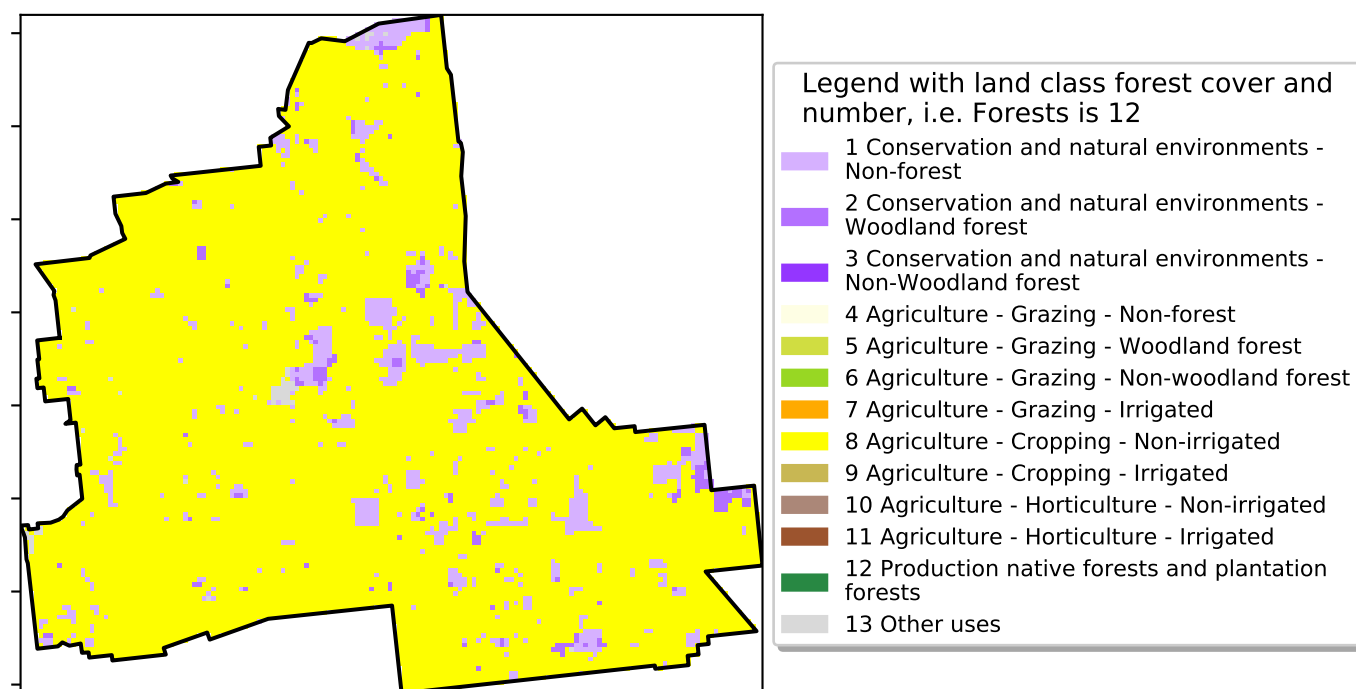 Legend with land class forest cover and
number, i.e. Forests is 12
1 Conservation and natural environments -
Non-forest
2 Conservation and natural environments -
Woodland forest
3 Conservation and natural environments -
Non-Woodland forest
4 Agriculture - Grazing - Non-forest
5 Agriculture - Grazing - Woodland forest
6 Agriculture - Grazing - Non-woodland forest
7 Agriculture - Grazing - Irrigated
8 Agriculture - Cropping - Non-irrigated
9 Agriculture - Cropping - Irrigated
10 Agriculture - Horticulture - Non-irrigated
11 Agriculture - Horticulture - Irrigated
12 Production native forests and plantation
forests
13 Other uses